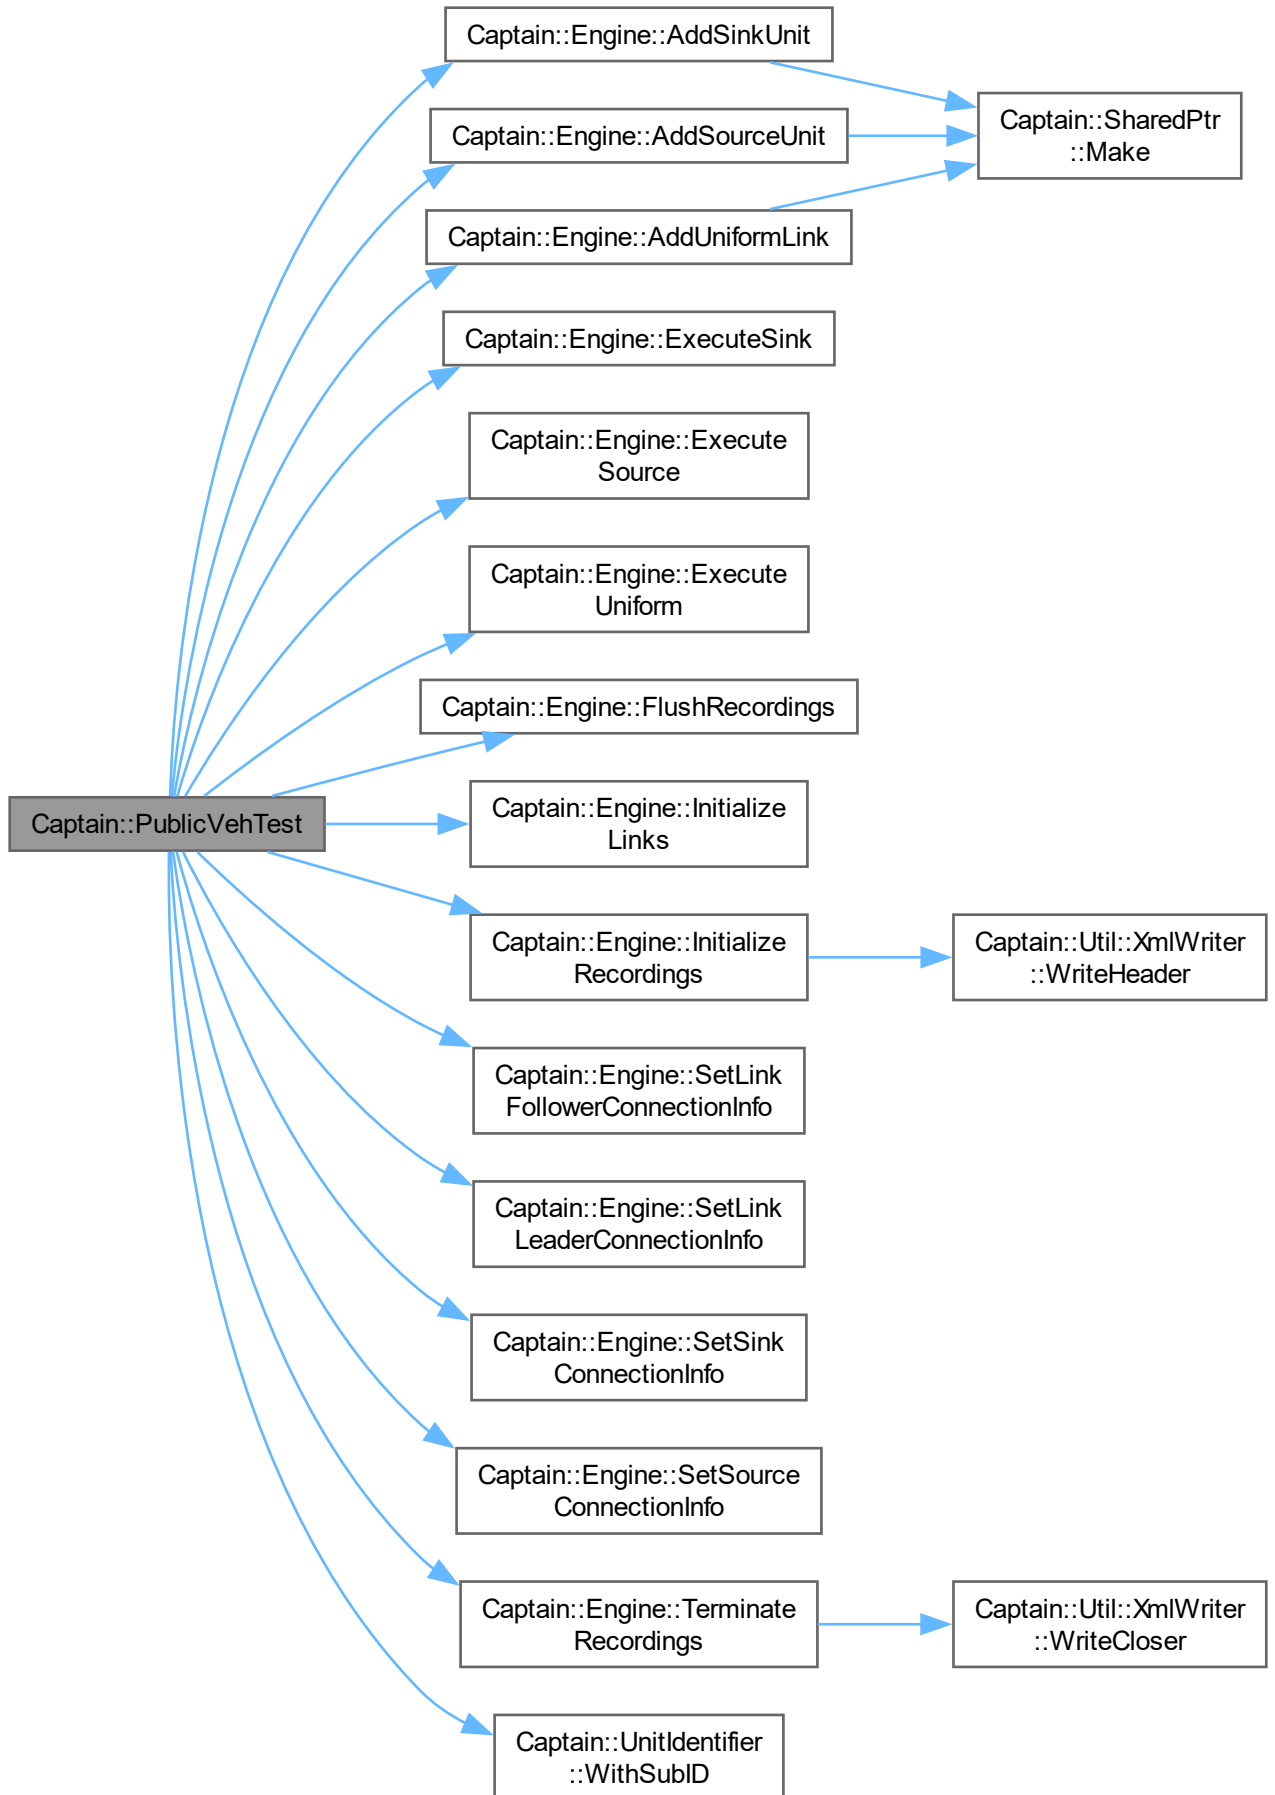 Captain::Engine::AddSinkUnit
Captain::SharedPtr
::Make
Captain::Engine::AddSourceUnit
Captain::Engine::AddUniformLink
Captain::Engine::ExecuteSink
Captain::Engine::Execute
Source
Captain::Engine::Execute
Uniform
Captain::Engine::FlushRecordings
Captain::PublicVehTest
Captain::Engine::Initialize
Links
Captain::Engine::Initialize
Recordings
Captain::Util::XmlWriter
::WriteHeader
Captain::Engine::SetLink
FollowerConnectionInfo
Captain::Engine::SetLink
LeaderConnectionInfo
Captain::Engine::SetSink
ConnectionInfo
Captain::Engine::SetSource
ConnectionInfo
Captain::Engine::Terminate
Recordings
Captain::Util::XmlWriter
::WriteCloser
Captain::UnitIdentifier
::WithSubID